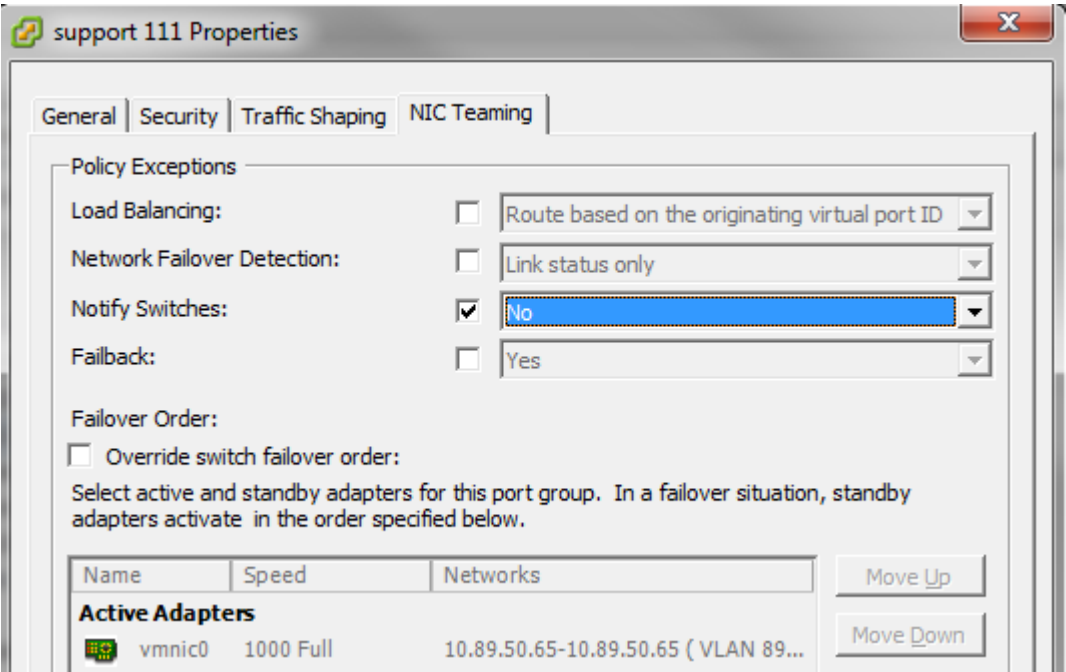 support 111 Properties
General Security Traffic Shaping NIC Teaming
Policy Exceptions
Load Balancing: Route based on the originating virtual port ID
Network Failover Detection: Link status only
Notify Switches: No
Failback: Yes
Failover Order:
Override switch failover order:
Select active and standby adapters for this port group. In a failover situation, standby
adapters activate in the order specified below.
Name Speed Networks Move Up
Active Adapters
vmnic0 1000 Full 10.89.50.65-10.89.50.65 ( VLAN 89... Move Down